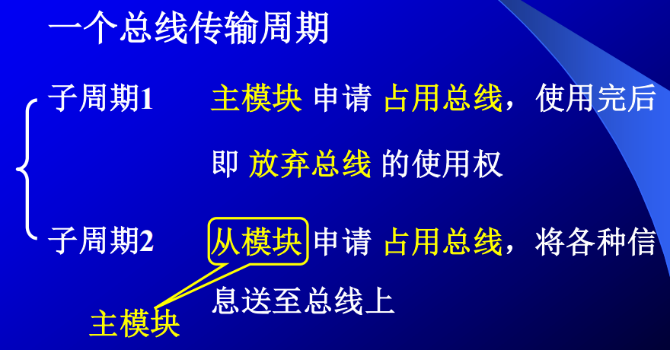 一个总线传输周期
子周期1 主模块 申请 占用总线，使用完后
即 放弃总线 的使用权
子周期2 从模块 申请 占用总线，将各种信
息送至总线上
主模块